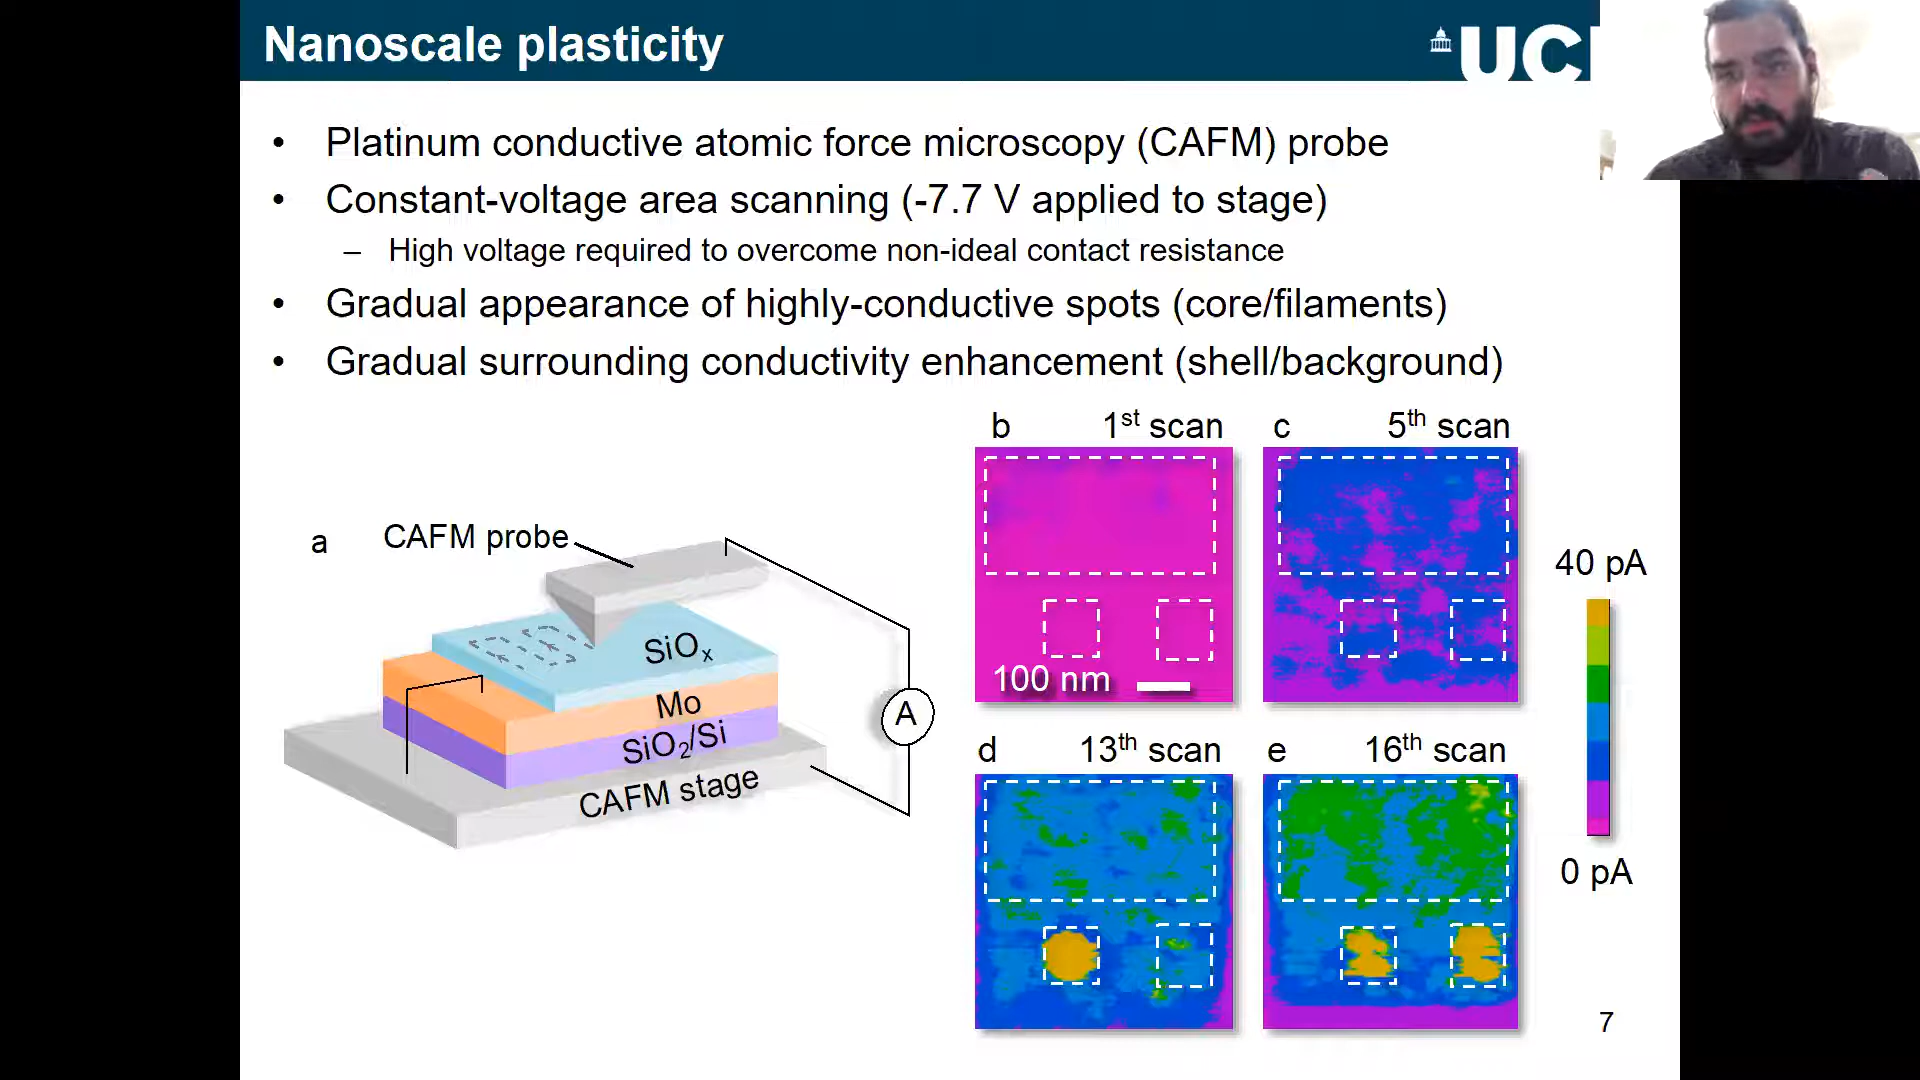 Nanoscale plasticity
UCL
• Platinum conductive atomic force microscopy (CAFM) probe
• Constant-voltage area scanning (-7.7 V applied to stage)
– High voltage required to overcome non-ideal contact resistance
• Gradual appearance of highly-conductive spots (core/filaments)
• Gradual surrounding conductivity enhancement (shell/background)
b 1st scan c 5th scan
a CAFM probe
40 pA
SiOx
100 nm
Mo
A
SiO2/Si
d 13th scan e 16th scan
CAFM stage
0 pA
7